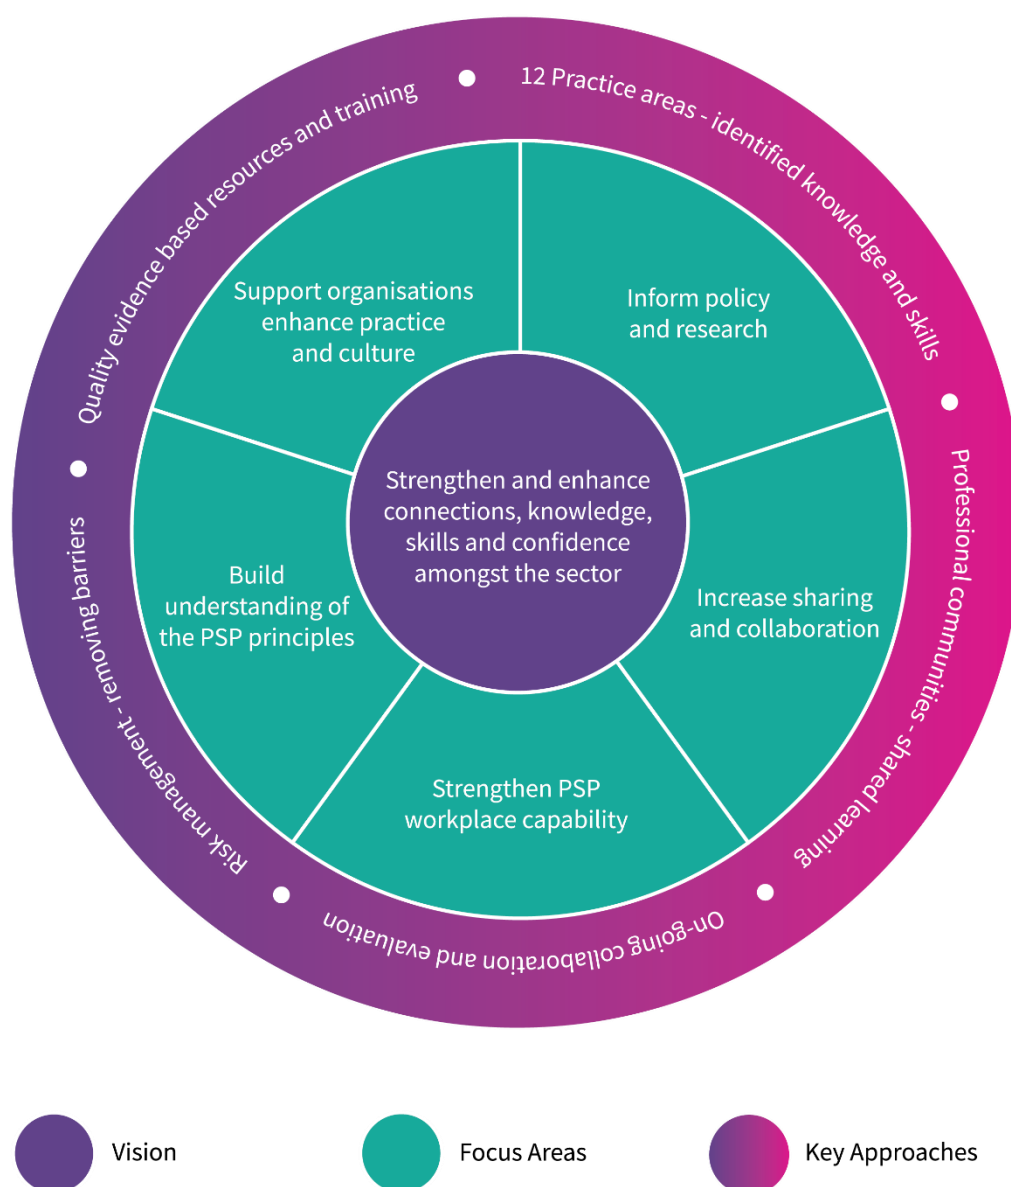 12 Practice areas - identified knowledge and skills
Professional communities - shared learning
On-going collaboration and evaluation
Risk management - removing barriers
Quality evidence based resources and training
Support organisations
enhance practice
and culture
Inform policy
and research
Strengthen and enhance
connections, knowledge,
skills and confidence
amongst the sector
Build
understanding of
the PSP principles
Increase sharing
and collaboration
Strengthen PSP
workplace capability
Vision
Focus Areas
Key Approaches